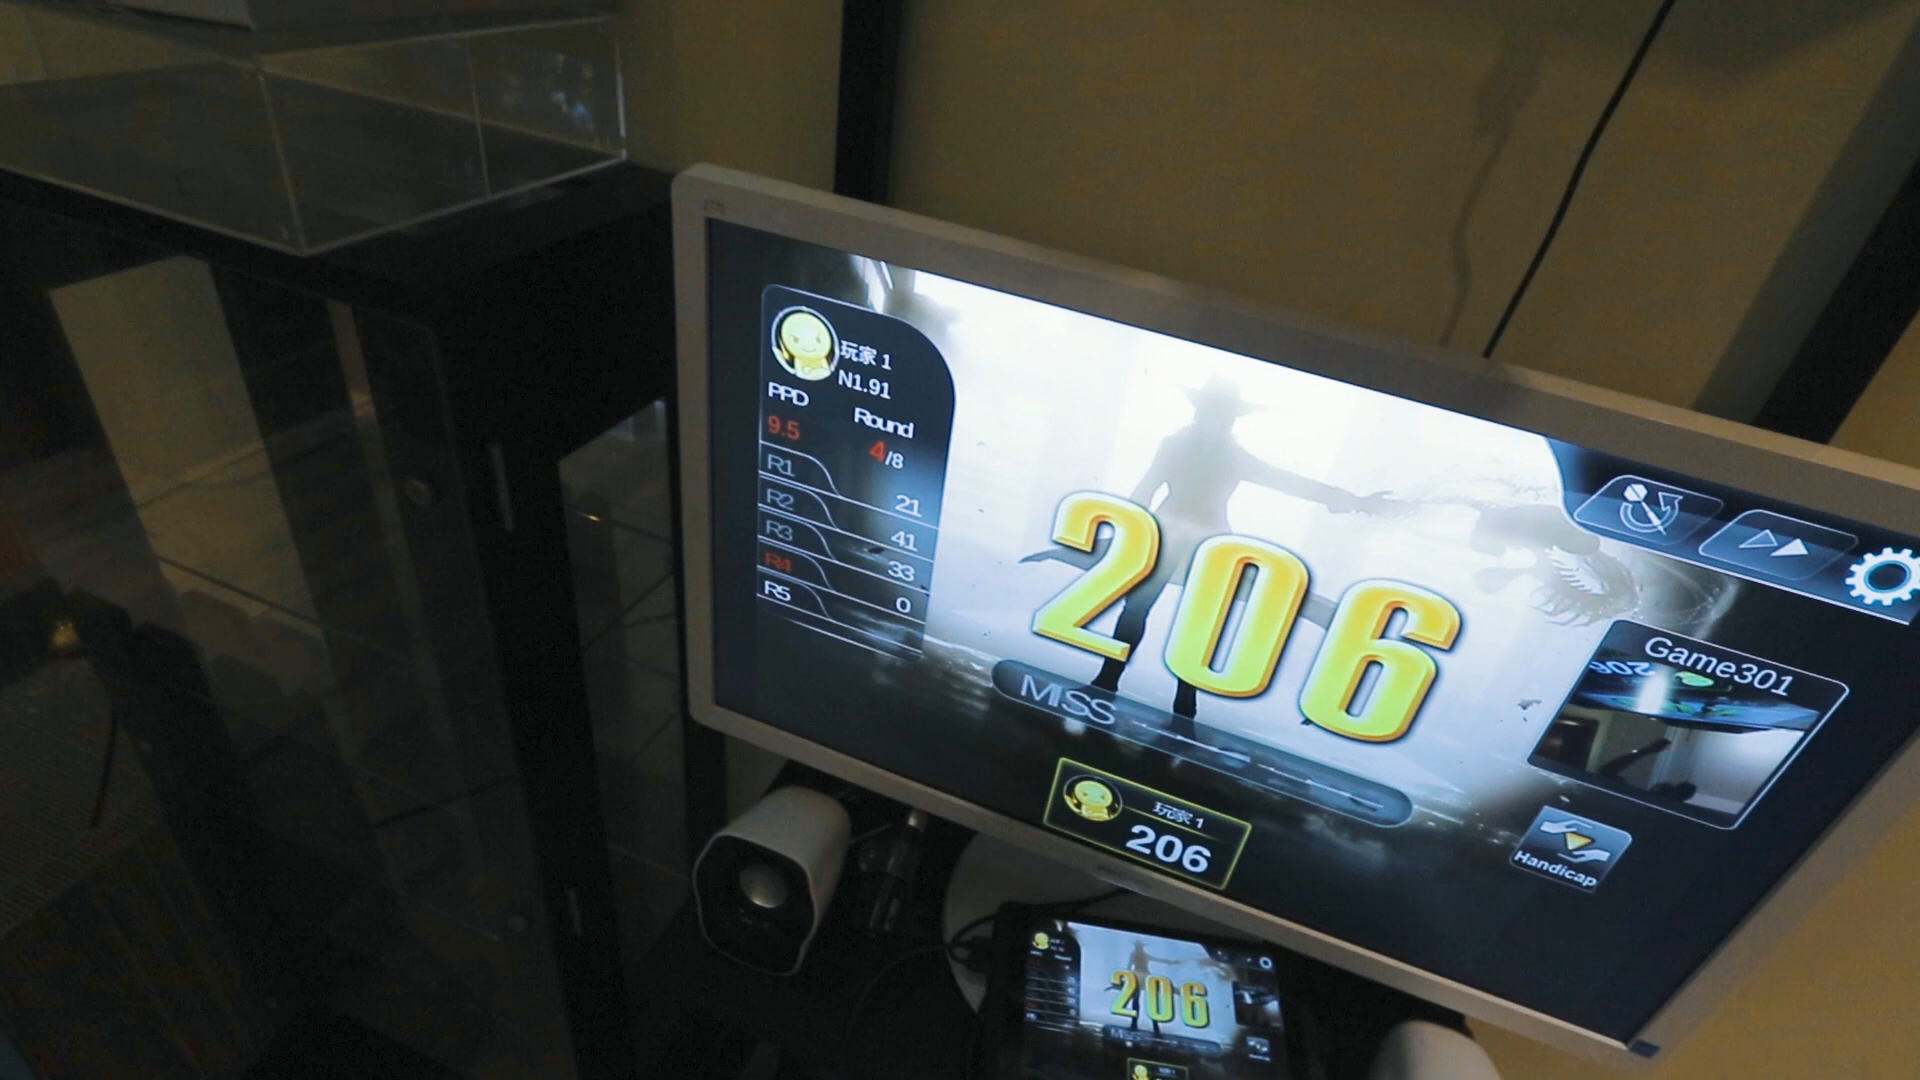 玩家 1
N1.91
PPD
Round
9.5
4/8
R1
21
R2
41
R3
33
R4
0
R5
206
MISS
Game301
206
Handicap
玩家 1
206
206